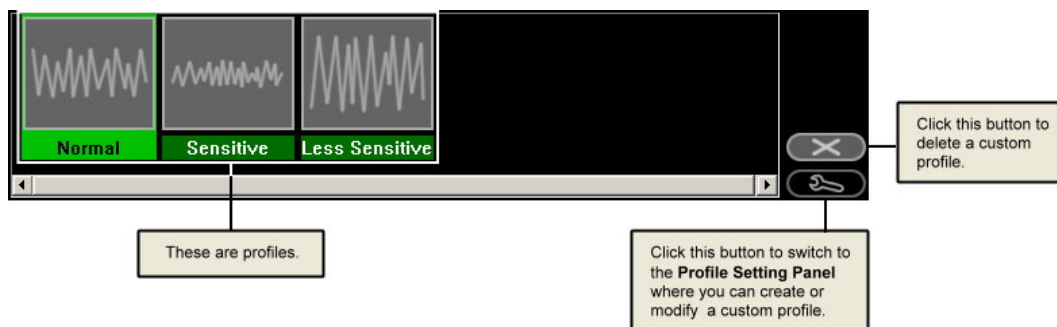 Normal
Sensitive
Less Sensitive
Click this button to
delete a custom
profile.
These are profiles.
Click this button to switch to
the Profile Setting Panel
where you can create or
modify a custom profile.